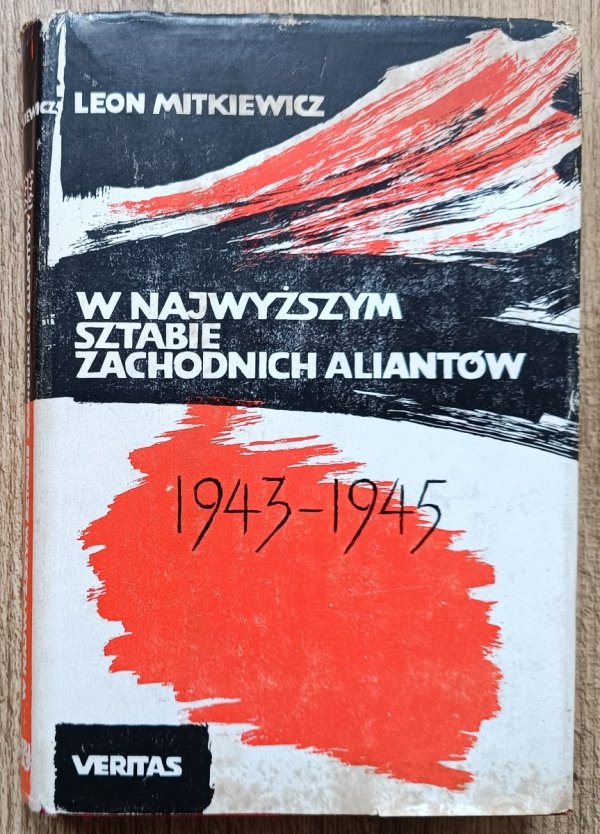 LEON MITKIEWICZ
W NAJWYŻSZYM
SZTABIE
ZACHODNICH ALIANTÓW
1943-1945
VERITAS